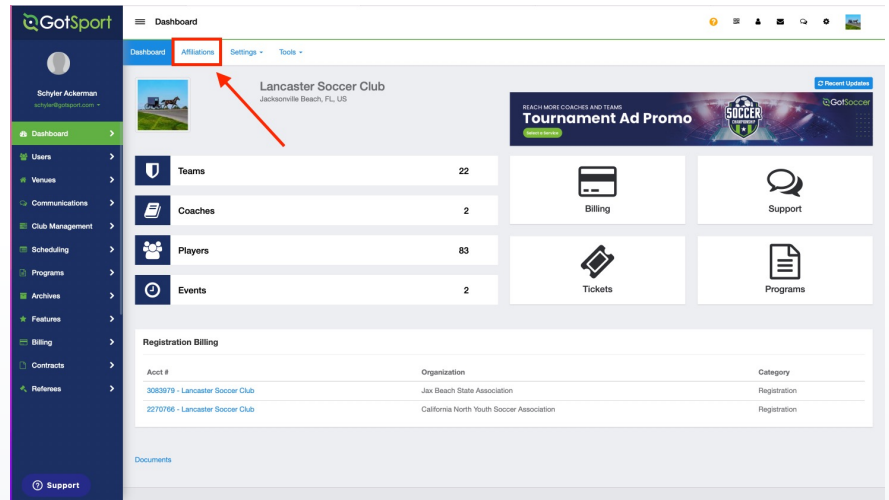 GotSport
Dashboard
Dashboard Affiliations Settings Tools
Schyler Ackerman
schyler@gotsport.com
Dashboard
Users
Venues
Communications
Club Management
Scheduling
Programs
Archives
Features
Billing
Contracts
Referees
Support
Lancaster Soccer Club
Jacksonville Beach, FL, US
Recent Updates
REACH MORE COACHES AND TEAMS
Tournament Ad Promo
Select a Service
SOCCER
CHAMPIONSHIP
GotSoccer
Teams 22
Coaches 2
Players 83
Events 2
Billing
Support
Tickets
Programs
Registration Billing
Acct # Organization Category
3083979 - Lancaster Soccer Club Jax Beach State Association Registration
2270766 - Lancaster Soccer Club California North Youth Soccer Association Registration
Documents